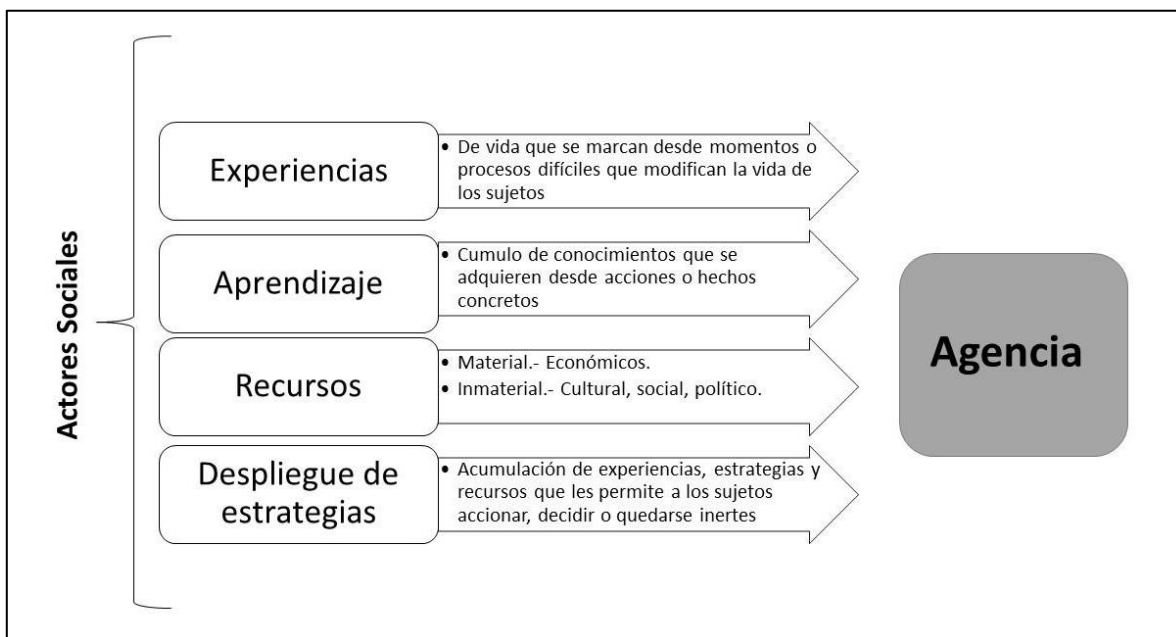 Actores Sociales
Experiencias
• De vida que se marcan desde momentos o
procesos difíciles que modifican la vida de
los sujetos
Aprendizaje
• Cumulo de conocimientos que se
adquieren desde acciones o hechos
concretos
Recursos
• Material.- Económicos.
• Inmaterial.- Cultural, social, político.
Despliegue de
estrategias
• Acumulación de experiencias, estrategias y
recursos que les permite a los sujetos
accionar, decidir o quedarse inertes
Agencia